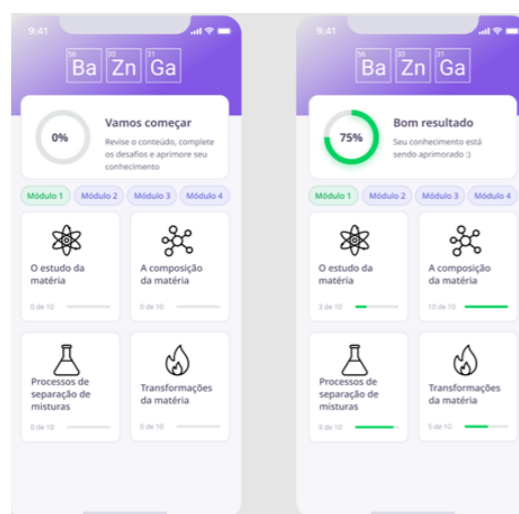 9:41
56 30 31
Ba Zn Ga
0%
Vamos começar
Revise o conteúdo, complete
os desafios e aprimore seu
conhecimento
Módulo 1 Módulo 2 Módulo 3 Módulo 4
O estudo da
matéria
0 de 10
A composição
da matéria
0 de 10
Processos de
separação de
misturas
0 de 10
Transformações
da matéria
0 de 10
9:41
56 30 31
Ba Zn Ga
75%
Bom resultado
Seu conhecimento está
sendo aprimorado :)
Módulo 1 Módulo 2 Módulo 3 Módulo 4
O estudo da
matéria
3 de 10
A composição
da matéria
10 de 10
Processos de
separação de
misturas
9 de 10
Transformações
da matéria
5 de 10